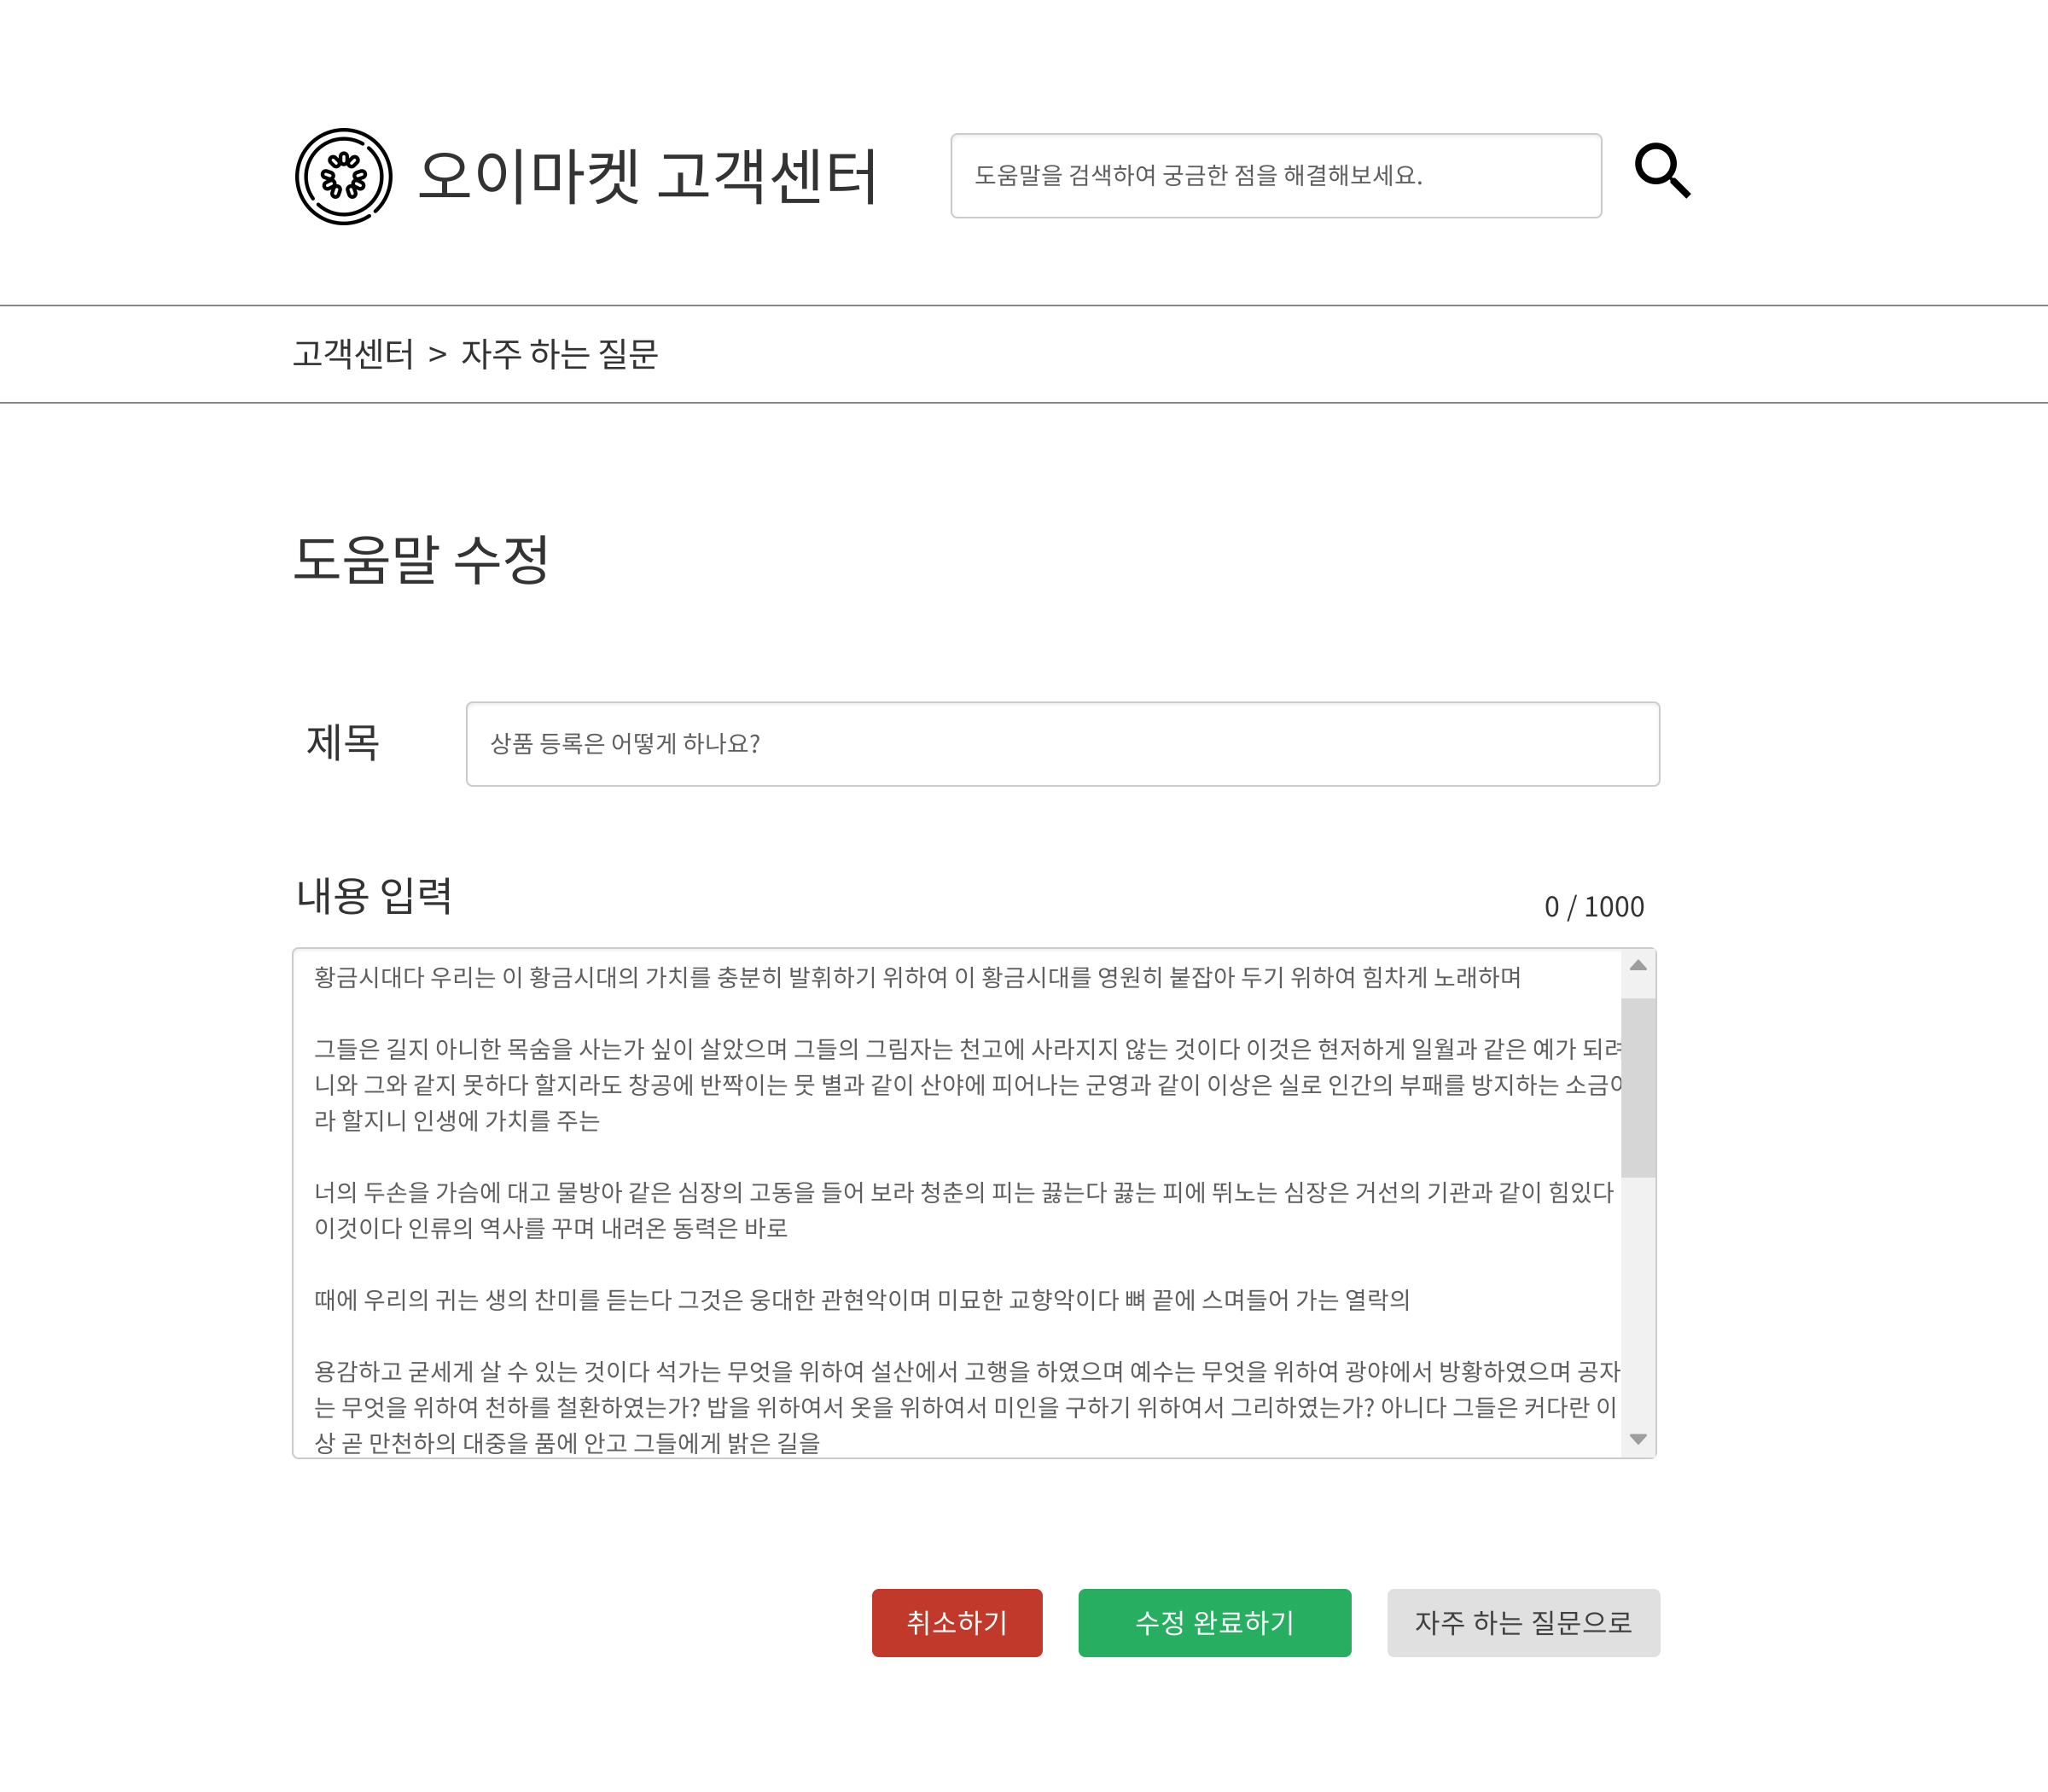 오이마켓 고객센터
도움말을 검색하여 궁금한 점을 해결해보세요.
고객센터 > 자주 하는 질문
도움말 수정
제목
상품 등록은 어떻게 하나요?
내용 입력
0 / 1000
황금시대다 우리는 이 황금시대의 가치를 충분히 발휘하기 위하여 이 황금시대를 영원히 붙잡아 두기 위하여 힘차게 노래하며
그들은 길지 아니한 목숨을 사는가 싶이 살았으며 그들의 그림자는 천고에 사라지지 않는 것이다 이것은 현저하게 일월과 같은 예가 되려
니와 그와 같지 못하다 할지라도 창공에 반짝이는 뭇 별과 같이 산야에 피어나는 군영과 같이 이상은 실로 인간의 부패를 방지하는 소금이
라 할지니 인생에 가치를 주는
너의 두손을 가슴에 대고 물방아 같은 심장의 고동을 들어 보라 청춘의 피는 끓는다 끓는 피에 뛰노는 심장은 거선의 기관과 같이 힘있다
이것이다 인류의 역사를 꾸며 내려온 동력은 바로
때에 우리의 귀는 생의 찬미를 듣는다 그것은 웅대한 관현악이며 미묘한 교향악이다 뼈 끝에 스며들어 가는 열락의
용감하고 굳세게 살 수 있는 것이다 석가는 무엇을 위하여 설산에서 고행을 하였으며 예수는 무엇을 위하여 광야에서 방황하였으며 공자
는 무엇을 위하여 천하를 철환하였는가? 밥을 위하여서 옷을 위하여서 미인을 구하기 위하여서 그리하였는가? 아니다 그들은 커다란 이
상 곧 만천하의 대중을 품에 안고 그들에게 밝은 길을
취소하기
수정 완료하기
자주 하는 질문으로